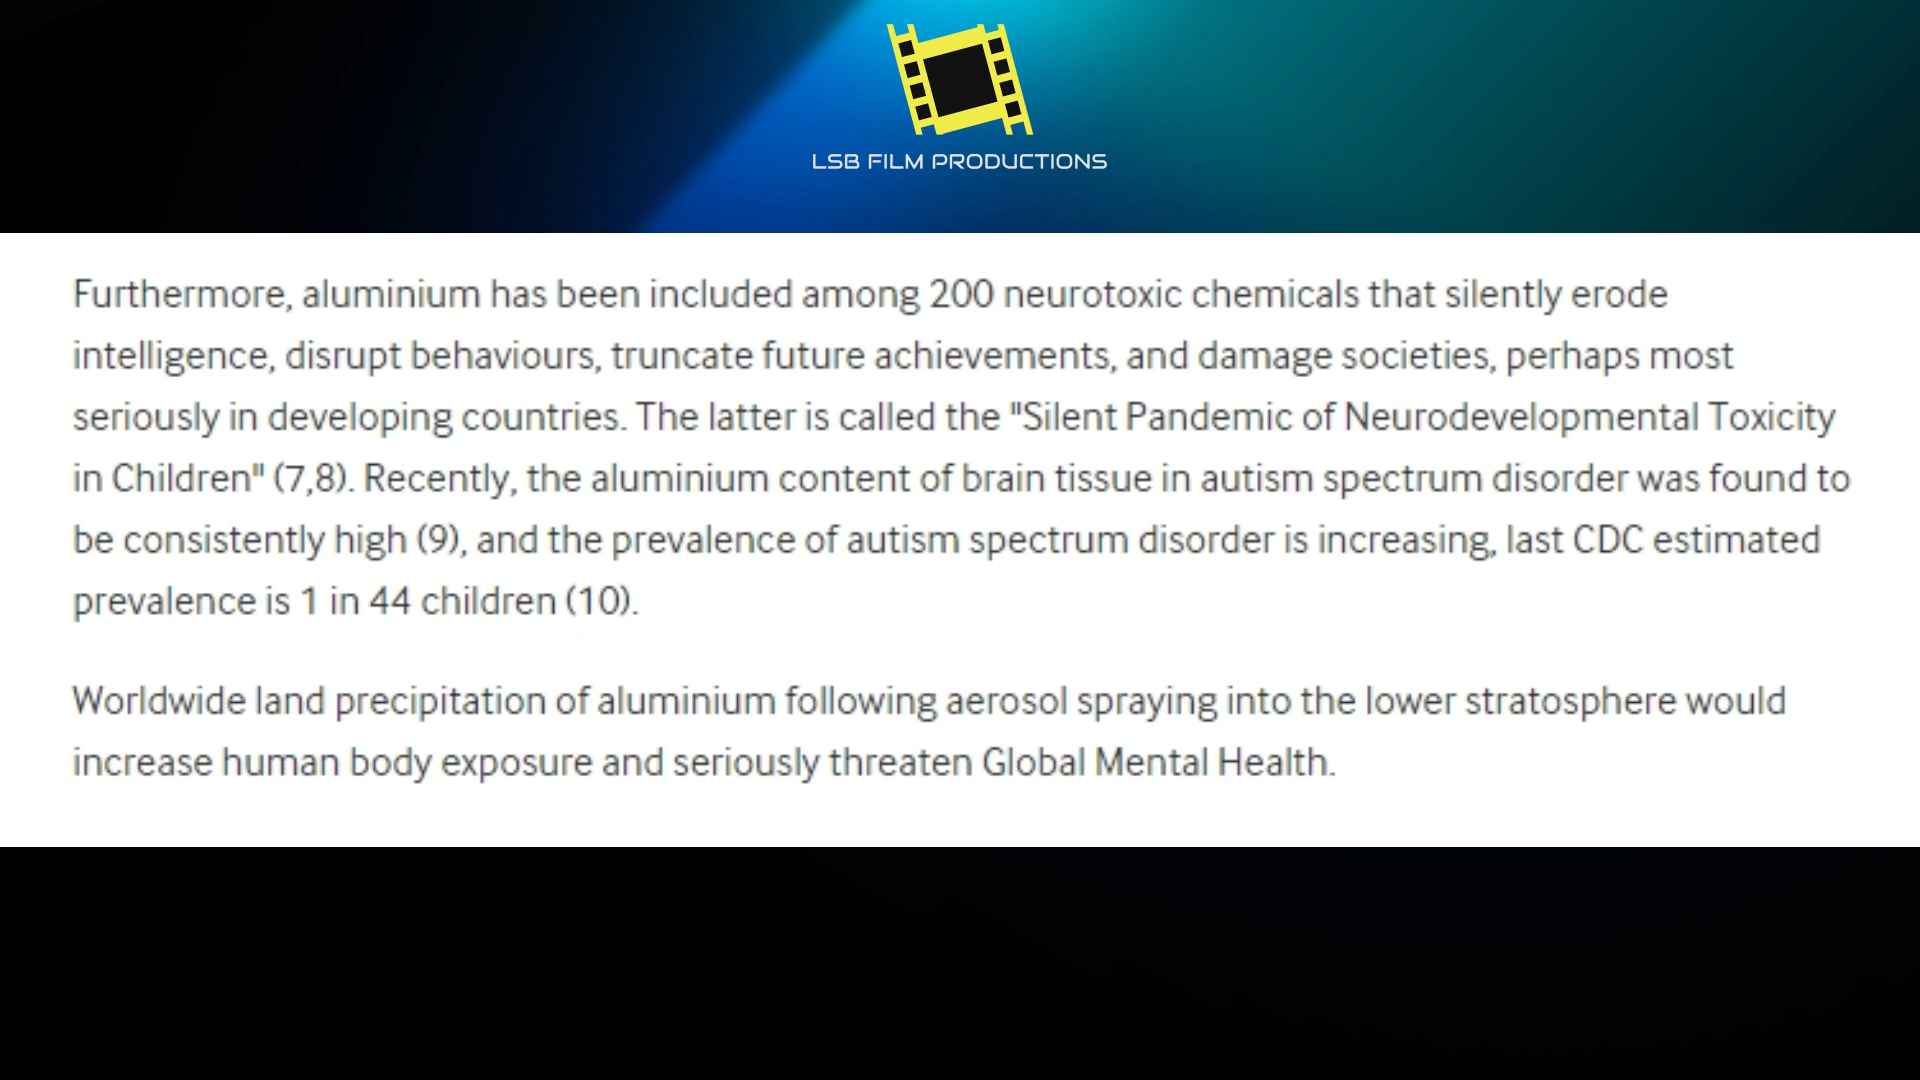 LSB FILM PRODUCTIONS
Furthermore, aluminium has been included among 200 neurotoxic chemicals that silently erode
intelligence, disrupt behaviours, truncate future achievements, and damage societies, perhaps most
seriously in developing countries. The latter is called the "Silent Pandemic of Neurodevelopmental Toxicity
in Children" (7,8). Recently, the aluminium content of brain tissue in autism spectrum disorder was found to
be consistently high (9), and the prevalence of autism spectrum disorder is increasing, last CDC estimated
prevalence is 1 in 44 children (10).
Worldwide land precipitation of aluminium following aerosol spraying into the lower stratosphere would
increase human body exposure and seriously threaten Global Mental Health.